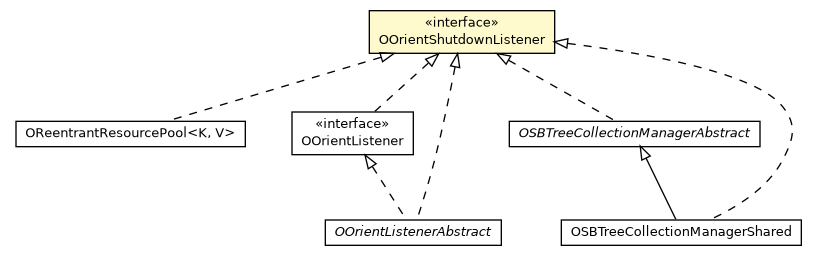 «interface»
OOrientShutdownListener
OReentrantResourcePool<K, V>
«interface»
OOrientListener
OSBTreeCollectionManagerAbstract
OOrientListenerAbstract
OSBTreeCollectionManagerShared